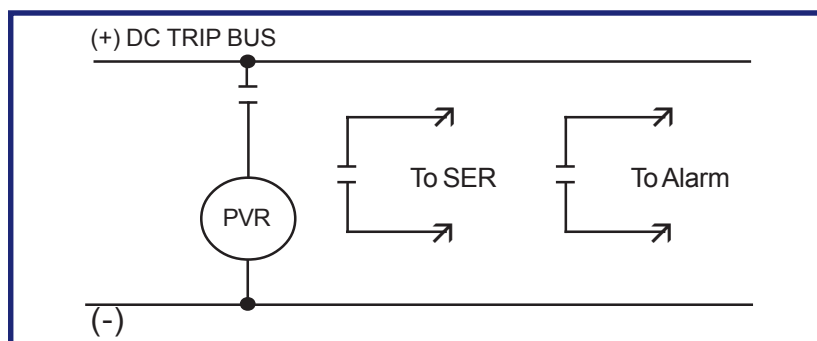 (+) DC TRIP BUS
PVR
To SER
To Alarm
(-)